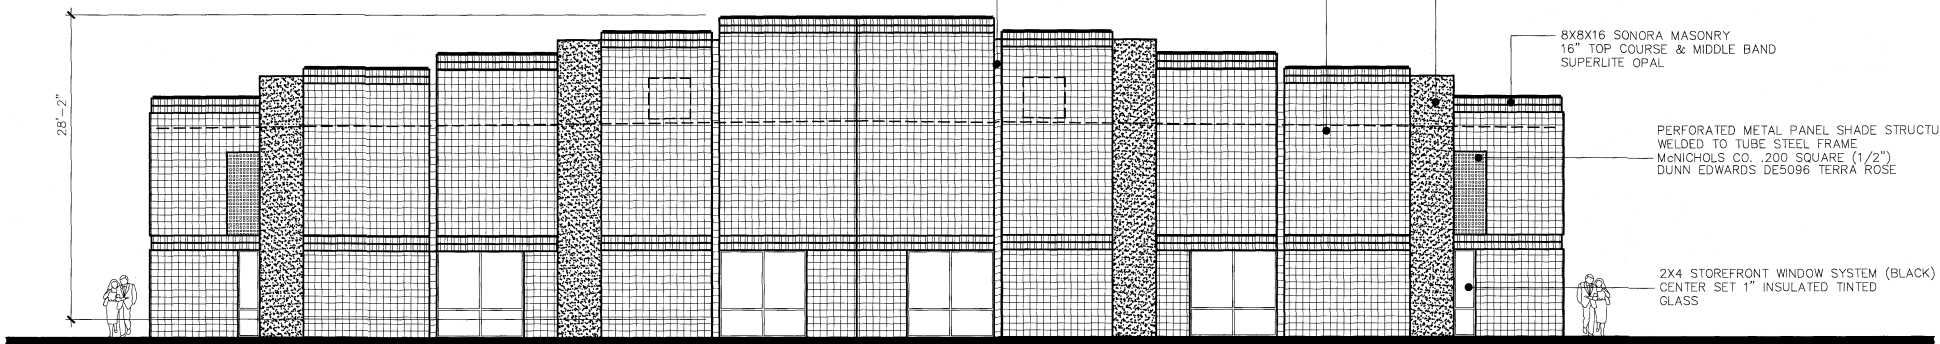 28'-2"
8X8X16 SONORA MASONRY
16" TOP COURSE & MIDDLE BAND
SUPERLITE OPAL
PERFORATED METAL PANEL SHADE STRUCTU
WELDED TO TUBE STEEL FRAME
McNICHOLS CO. .200 SQUARE (1/2")
DUNN EDWARDS DE5096 TERRA ROSE
2X4 STOREFRONT WINDOW SYSTEM (BLACK)
CENTER SET 1" INSULATED TINTED
GLASS